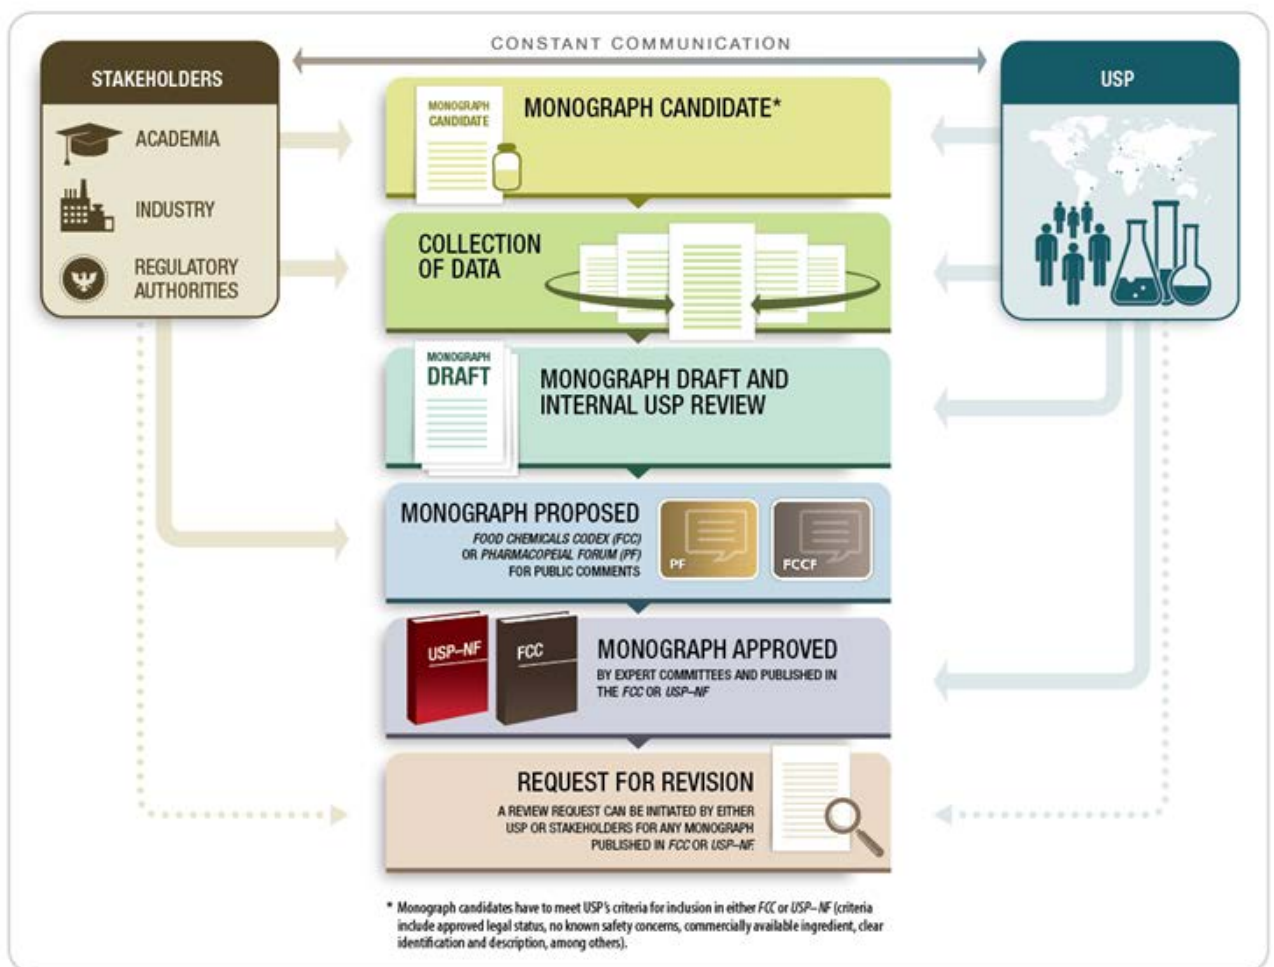 CONSTANT COMMUNICATION
STAKEHOLDERS
ACADEMIA
INDUSTRY
REGULATORY
AUTHORITIES
USP
MONOGRAPH
CANDIDATE
MONOGRAPH CANDIDATE*
COLLECTION
OF DATA
MONOGRAPH
DRAFT
MONOGRAPH DRAFT AND
INTERNAL USP REVIEW
MONOGRAPH PROPOSED
FOOD CHEMICALS CODEX (FCC)
OR PHARMACOPEIAL FORUM (PF)
FOR PUBLIC COMMENTS
PF
FCCF
USP–NF
FCC
MONOGRAPH APPROVED
BY EXPERT COMMITTEES AND PUBLISHED IN
THE FCC OR USP–NF
REQUEST FOR REVISION
A REVIEW REQUEST CAN BE INITIATED BY EITHER
USP OR STAKEHOLDERS FOR ANY MONOGRAPH
PUBLISHED IN FCC OR USP–NF.
* Monograph candidates have to meet USP's criteria for inclusion in either FCC or USP–NF (criteria
include approved legal status, no known safety concerns, commercially available ingredient, clear
identification and description, among others).